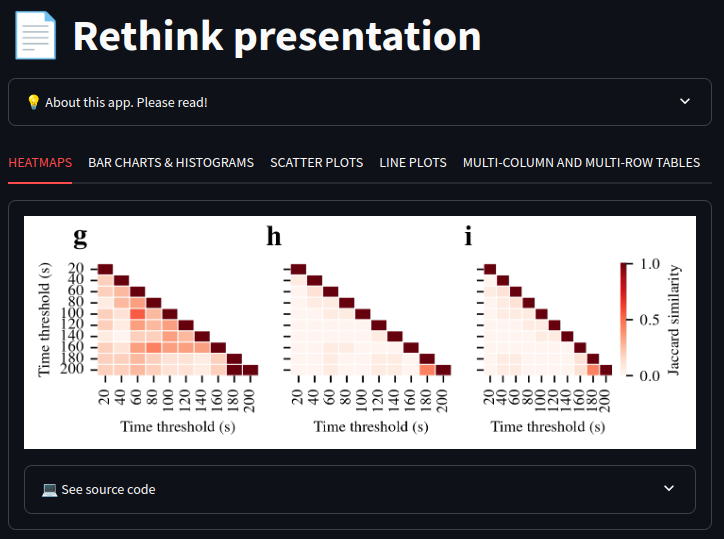 Rethink presentation
About this app. Please read!
HEATMAPS BAR CHARTS & HISTOGRAMS SCATTER PLOTS LINE PLOTS MULTI-COLUMN AND MULTI-ROW TABLES
g h i
Time threshold (s)
20
40
60
80
100
120
140
160
180
200
20 40 60 80 100 120 140 160 180 200
Time threshold (s)
20 40 60 80 100 120 140 160 180 200
Time threshold (s)
20 40 60 80 100 120 140 160 180 200
Time threshold (s)
1.0
0.5
0.0
Jaccard similarity
See source code